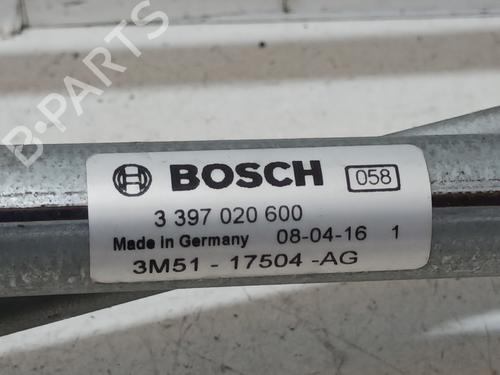 BOSCH 058
3 397 020 600
Made in Germany 08-04-16 1
3M51 - 17504 -AG
B-PARTS